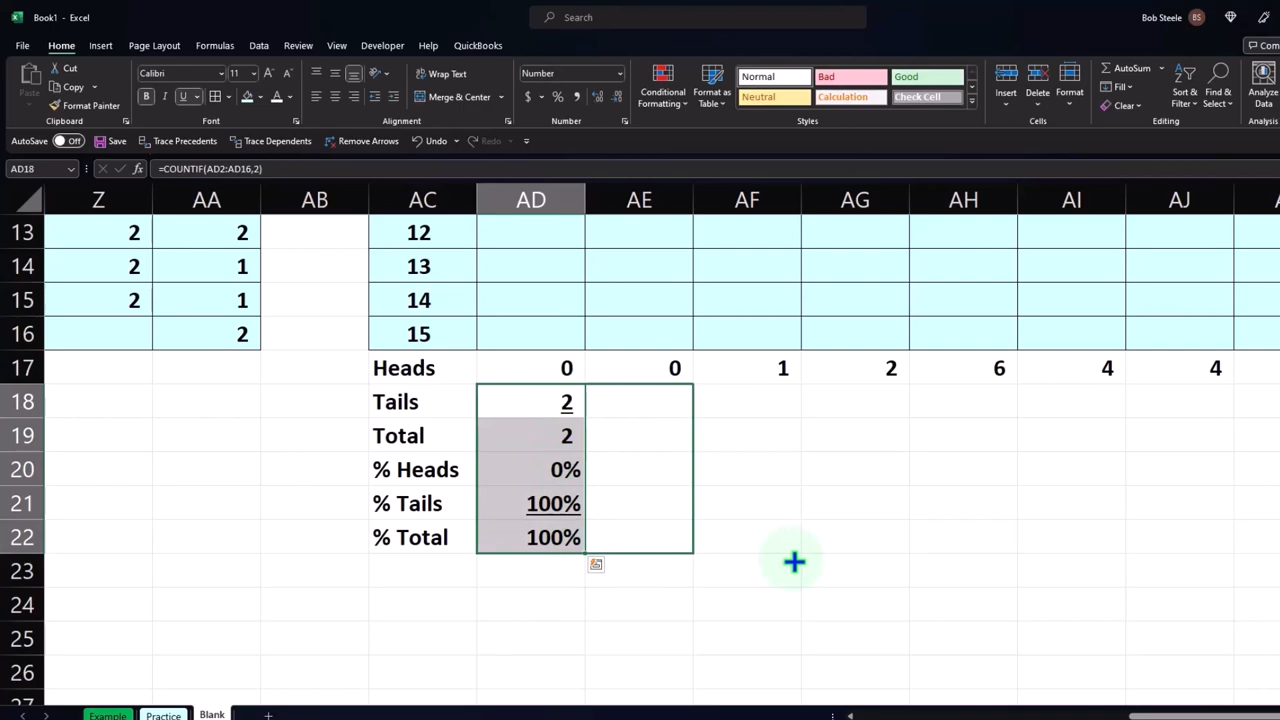 Book1 - Excel
Search
Bob Steele BS
File Home Insert Page Layout Formulas Data Review View Developer Help QuickBooks
Com
Paste Cut Copy Format Painter Clipboard
Calibri 11 A A B I U A Font
Wrap Text Merge & Center Alignment
Number $ % Number
Conditional Formatting Format as Table
Normal Bad Good
Neutral Calculation Check Cell
Styles
Insert Delete Format Cells
AutoSum Fill Clear Sort & Filter Find & Select Editing
Analyze Data Analysis
AutoSave Off Save Trace Precedents Trace Dependents Remove Arrows Undo Redo
AD18 fx =COUNTIF(AD2:AD16,2)
Z AA AB AC AD AE AF AG AH AI AJ
13 2 2 12
14 2 1 13
15 2 1 14
16 2 15
17 Heads 0 0 1 2 6 4 4
18 Tails 2
19 Total 2
20 % Heads 0%
21 % Tails 100%
22 % Total 100%
23
24
25
26
27
Example Practice Blank